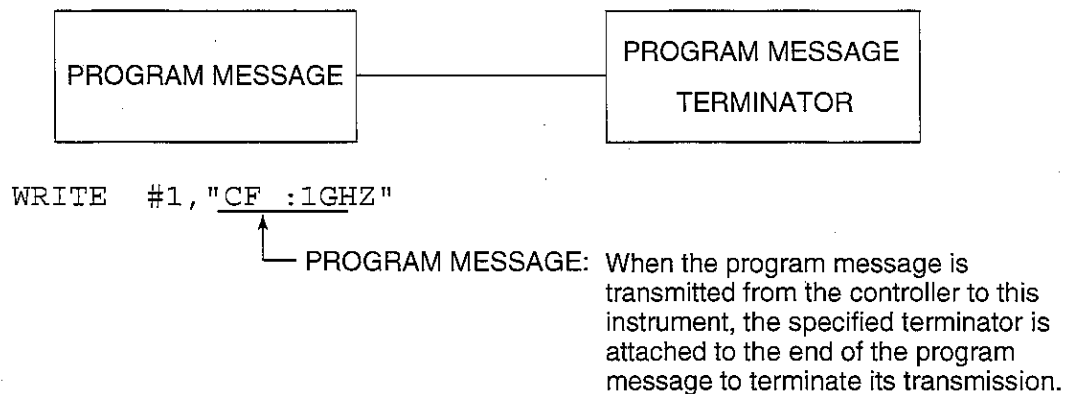 PROGRAM MESSAGE
PROGRAM MESSAGE
TERMINATOR
WRITE #1,"CF :1GHZ"
PROGRAM MESSAGE: When the program message is
transmitted from the controller to this
instrument, the specified terminator is
attached to the end of the program
message to terminate its transmission.